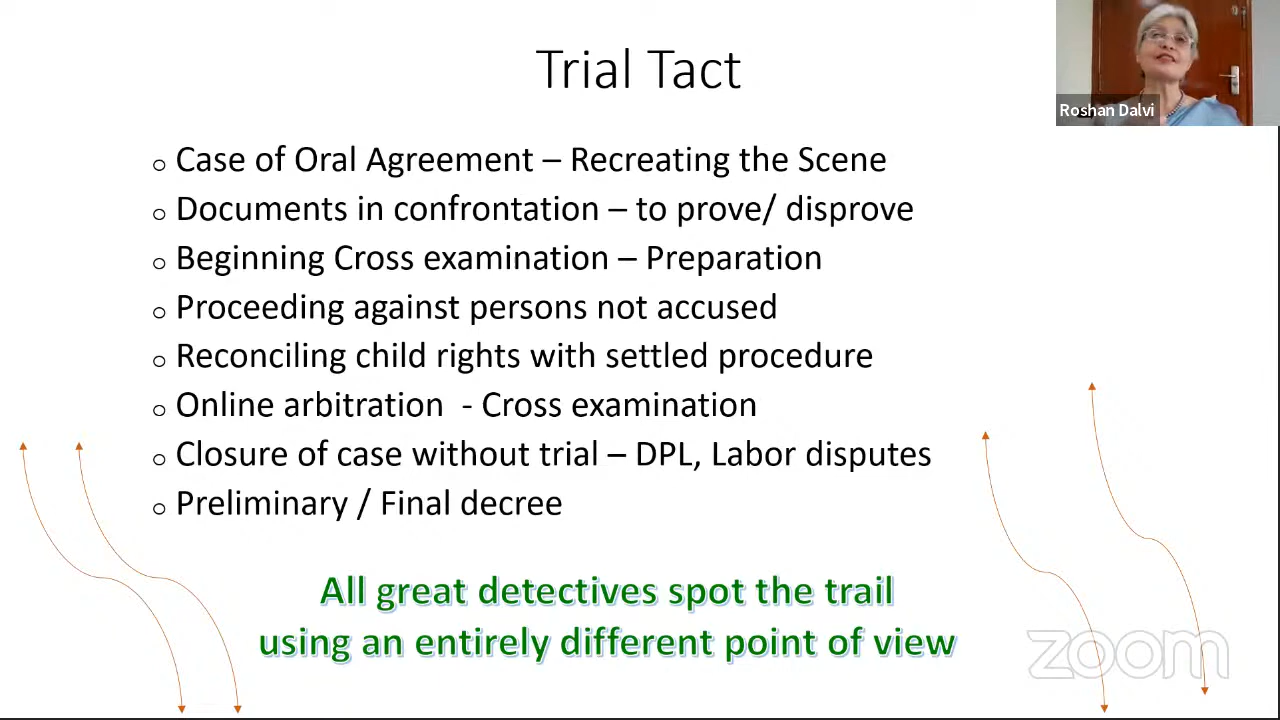 Trial Tact
Roshan Dalvi
o Case of Oral Agreement – Recreating the Scene
o Documents in confrontation – to prove/ disprove
o Beginning Cross examination – Preparation
o Proceeding against persons not accused
o Reconciling child rights with settled procedure
o Online arbitration - Cross examination
o Closure of case without trial – DPL, Labor disputes
o Preliminary / Final decree
All great detectives spot the trail
using an entirely different point of view
zoom